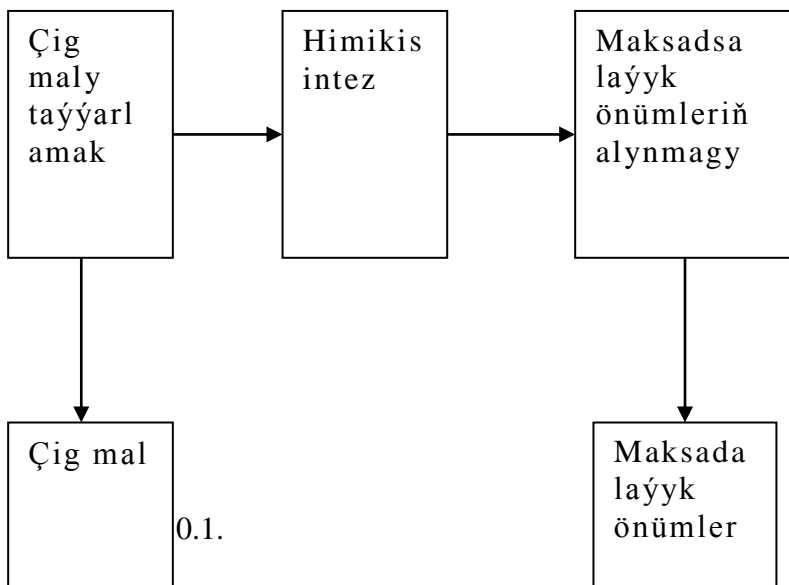 Çig
maly
taýýarl
amak
Himikis
intez
Maksadsa
laýyk
önümleriň
alynmagy
Çig mal
0.1.
Maksada
laýyk
önümler